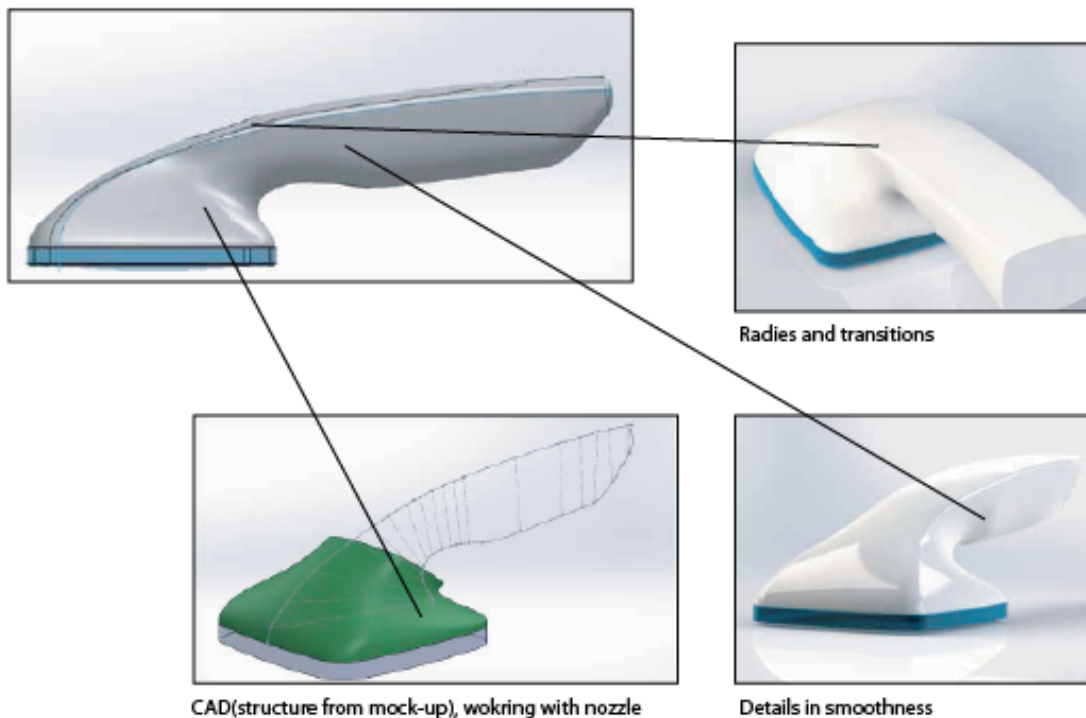 Radies and transitions
CAD(structure from mock-up), wokring with nozzle
Details in smoothness